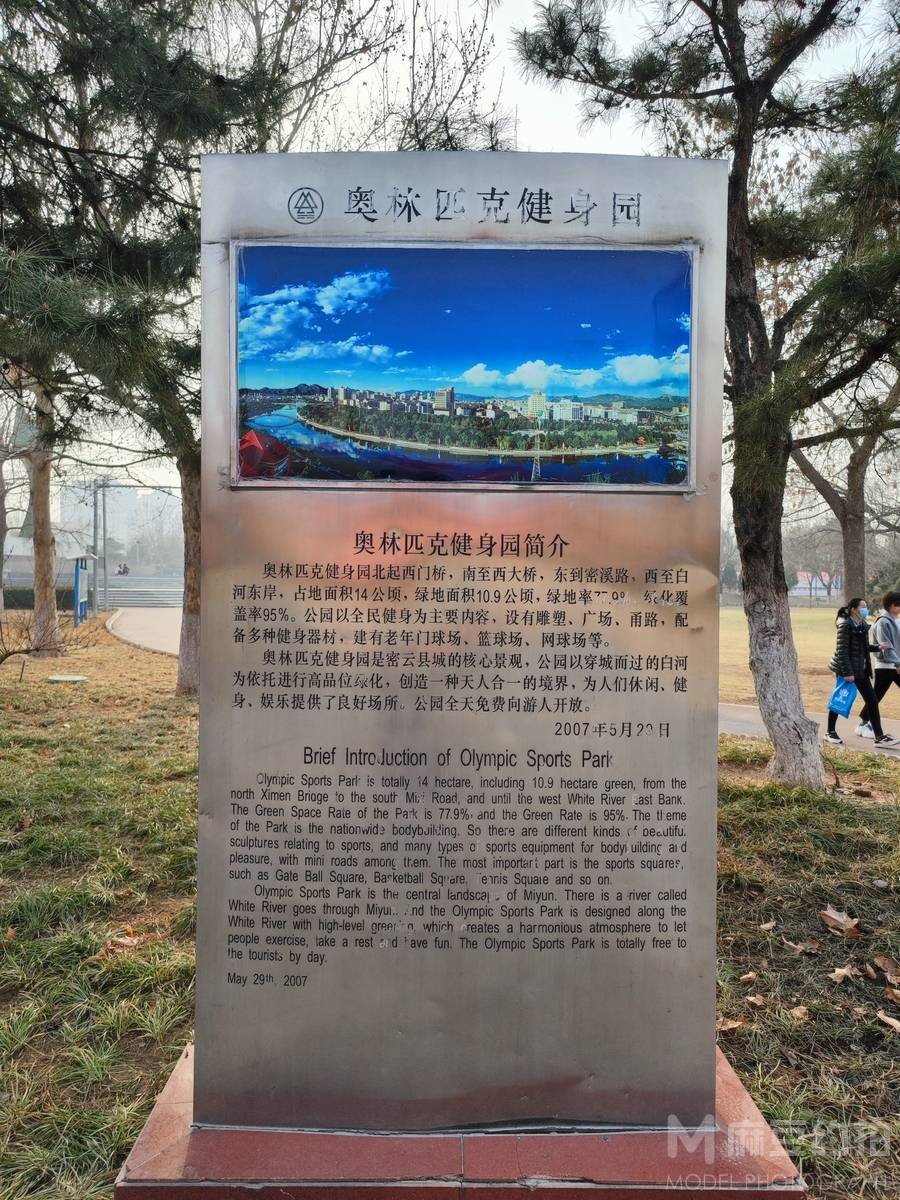 奥林匹克健身园
奥林匹克健身园简介
奥林匹克健身园北起西门桥，南至西大桥，东到密溪路，西至白
河东岸，占地面积14公顷，绿地面积10.9公顷，绿地率77.9%，绿化覆
盖率95%。公园以全民健身为主要内容，设有雕塑、广场、甬路，配
备多种健身器材，建有老年门球场、篮球场、网球场等。
奥林匹克健身园是密云县城的核心景观，公园以穿城而过的白河
为依托进行高品位绿化，创造一种天人合一的境界，为人们休闲、健
身、娱乐提供了良好场所。公园全天免费向游人开放。
2007年5月29日
Brief Introduction of Olympic Sports Park
Olympic Sports Park is totally 14 hectare, including 10.9 hectare green, from the
north Ximen Brioge to the south Road, and until the west White River East Bank.
The Green Space Rate of the Park is 77.9%, and the Green Rate is 95%. The theme
of the Park is the nationwide bodybuilding. So there are different kinds of beautiful
sculptures relating to sports, and many types of sports equipment for bodybuilding and
pleasure, with mini roads among them. The most important part is the sports squares,
such as Gate Ball Square, Basketball Square, Tennis Square and so on.
Olympic Sports Park is the central landscape of Miyun. There is a river called
White River goes through Miyun. And the Olympic Sports Park is designed along the
White River with high-level greening, which creates a harmonious atmosphere to let
people exercise, take a rest and have fun. The Olympic Sports Park is totally free to
the tourists by day.
May 29th, 2007
MODEL PHOTOGRAPH